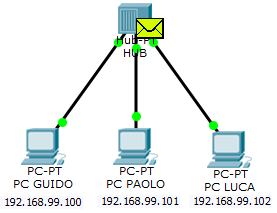 Hub-PT
HUB
PC-PT PC-PT PC-PT
PC GUIDO PC PAOLO PC LUCA
192.168.99.100 192.168.99.101 192.168.99.102